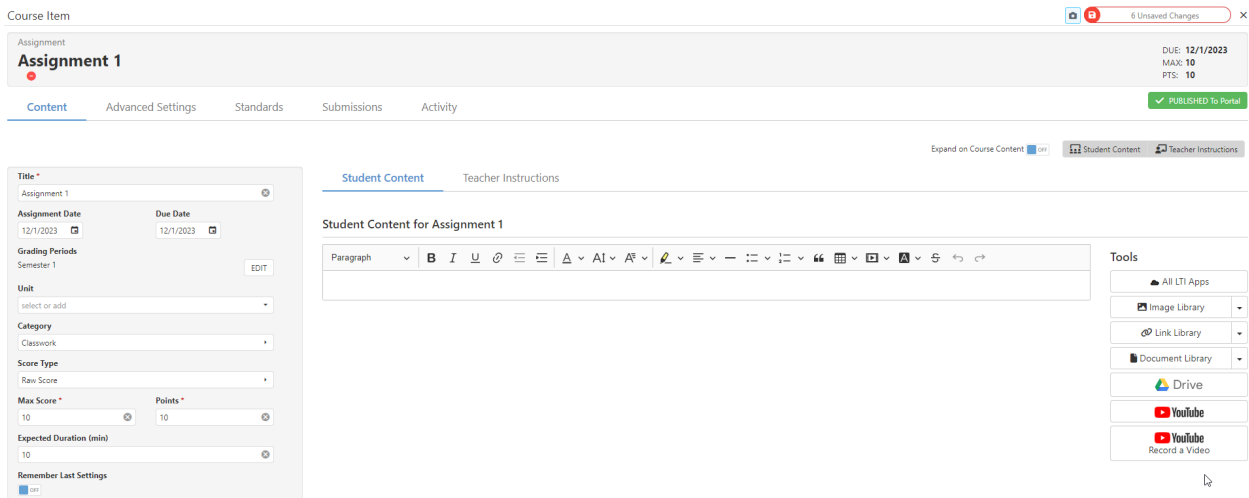 Course Item
6 Unsaved Changes
Assignment
Assignment 1
DUE: 12/1/2023
MAX: 10
PTS: 10
Content Advanced Settings Standards Submissions Activity
PUBLISHED To Portal
Expand on Course Content OFF Student Content Teacher Instructions
Title *
Assignment 1
Assignment Date Due Date
12/1/2023 12/1/2023
Grading Periods
Semester 1
EDIT
Unit
select or add
Category
Classwork
Score Type
Raw Score
Max Score * Points *
10 10
Expected Duration (min)
10
Remember Last Settings
OFF
Student Content Teacher Instructions
Student Content for Assignment 1
Paragraph B I U A AI A A S
Tools
All LTI Apps
Image Library
Link Library
Document Library
Drive
YouTube
YouTube
Record a Video